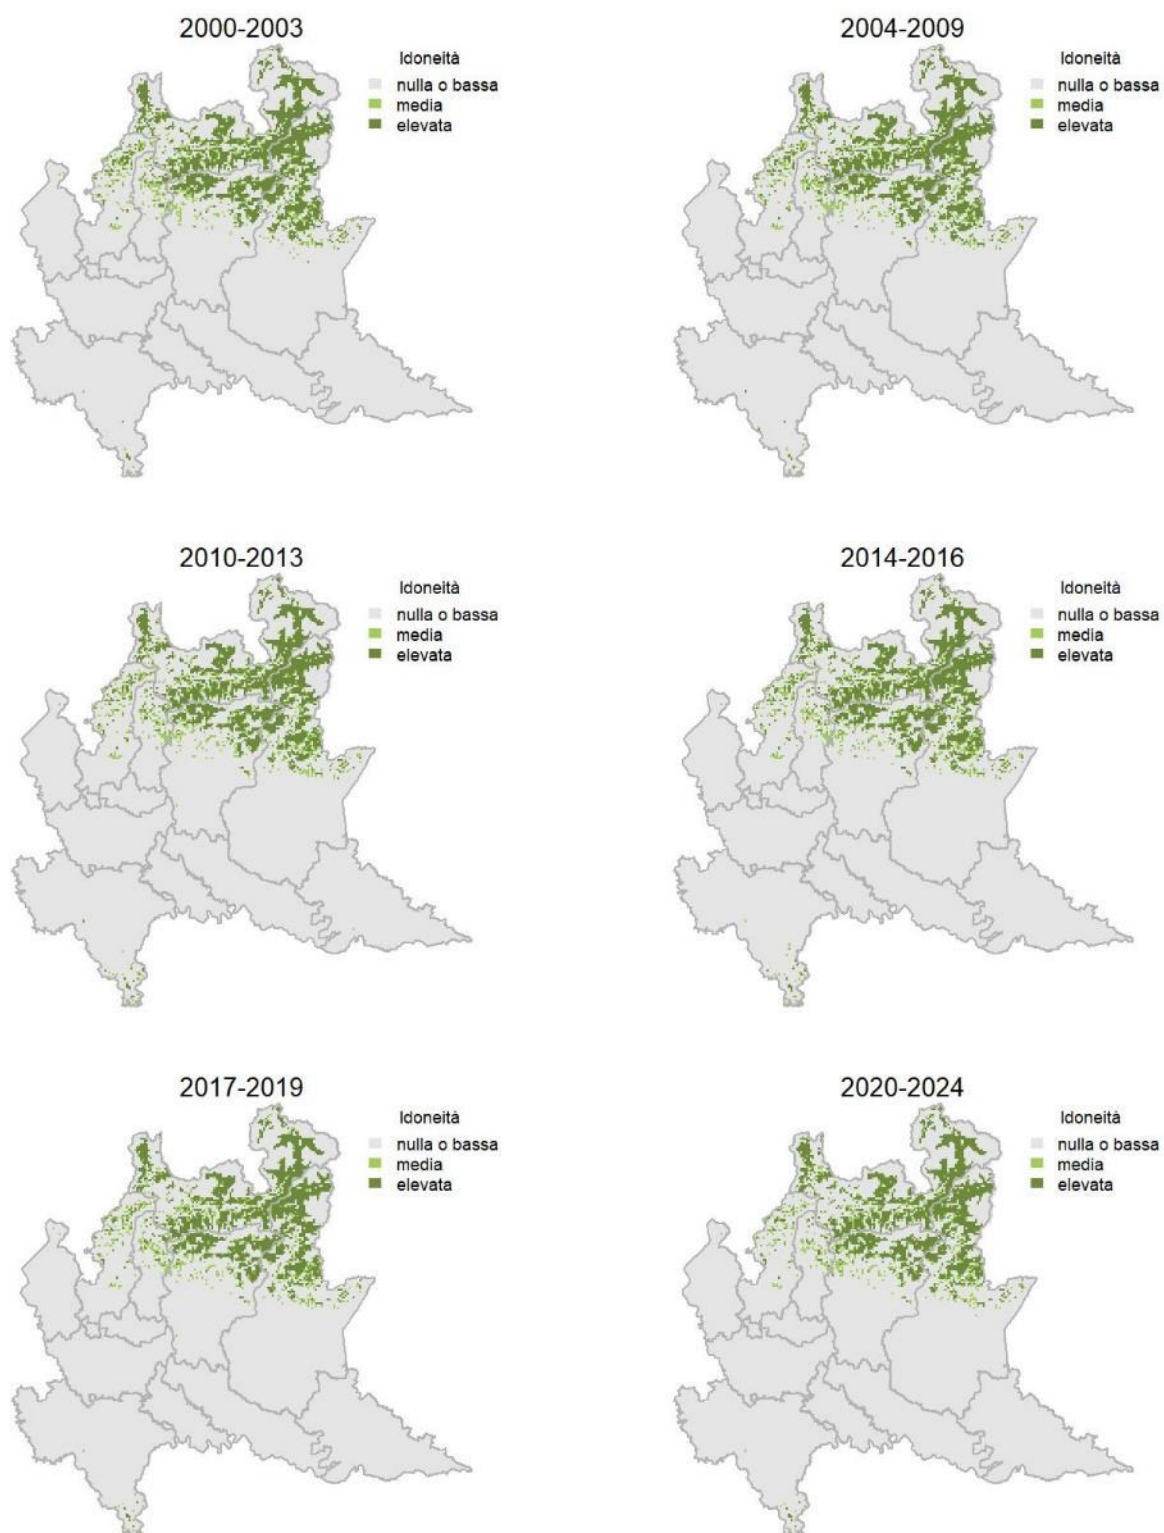 2000-2003
Idoneità
nulla o bassa
media
elevata
2004-2009
Idoneità
nulla o bassa
media
elevata
2010-2013
Idoneità
nulla o bassa
media
elevata
2014-2016
Idoneità
nulla o bassa
media
elevata
2017-2019
Idoneità
nulla o bassa
media
elevata
2020-2024
Idoneità
nulla o bassa
media
elevata